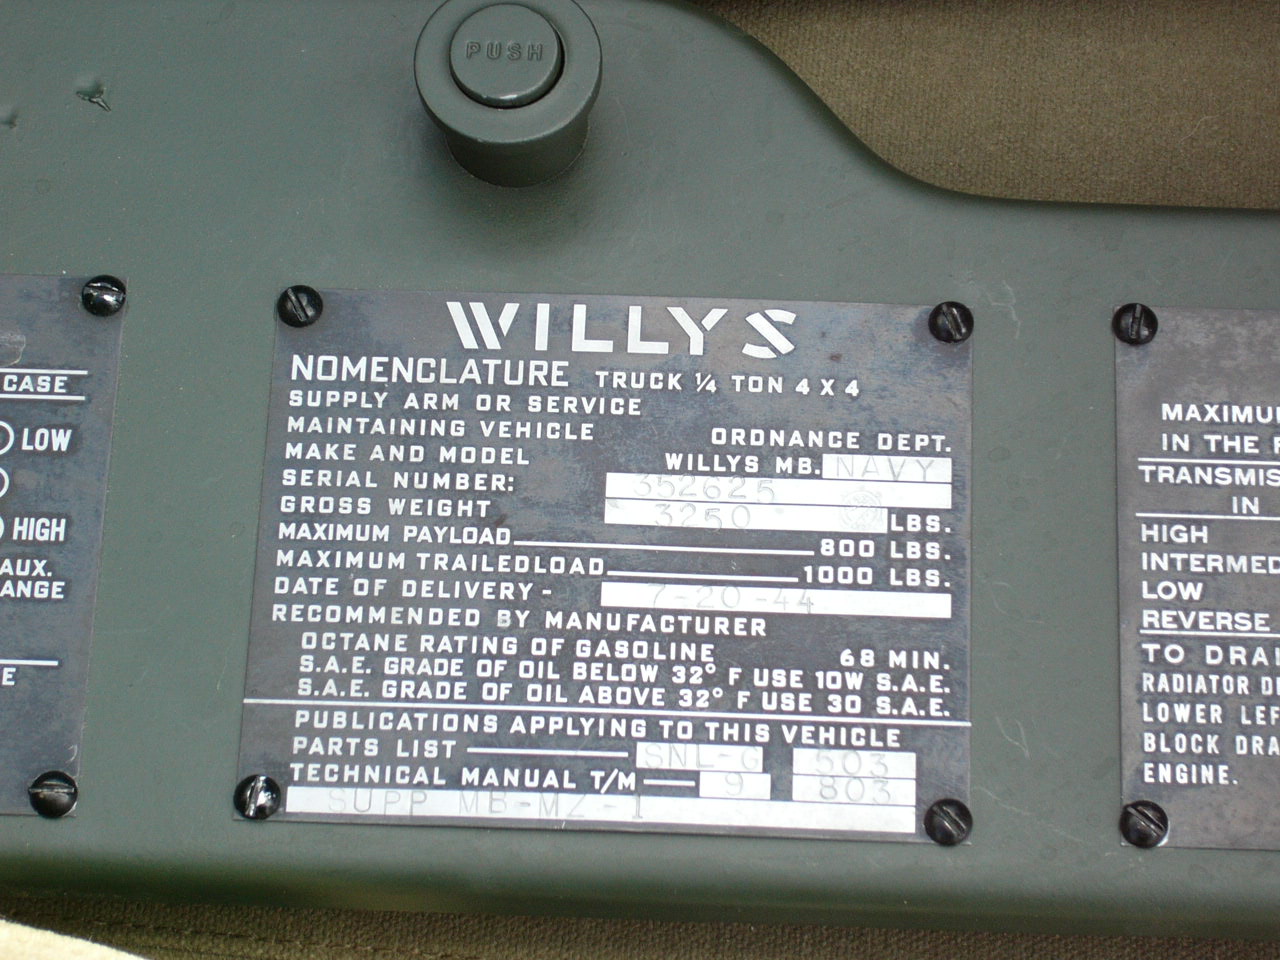 PUSH
CASE
LOW
HIGH
AUX.
ANGE
E
WILLYS
NOMENCLATURE TRUCK 1/4 TON 4 X 4
SUPPLY ARM OR SERVICE
MAINTAINING VEHICLE ORDNANCE DEPT.
MAKE AND MODEL WILLYS MB. NAVY
SERIAL NUMBER: 352625
GROSS WEIGHT 3250 LBS.
MAXIMUM PAYLOAD 800 LBS.
MAXIMUM TRAILEDLOAD 1000 LBS.
DATE OF DELIVERY - 7-20-44
RECOMMENDED BY MANUFACTURER
OCTANE RATING OF GASOLINE 68 MIN.
S.A.E. GRADE OF OIL BELOW 32° F USE 10W S.A.E.
S.A.E. GRADE OF OIL ABOVE 32° F USE 30 S.A.E.
PUBLICATIONS APPLYING TO THIS VEHICLE
PARTS LIST SNL-G 503
TECHNICAL MANUAL T/M 9 803
SUPP MB-MZ-1
MAXIMU
IN THE F
TRANSMIS
IN
HIGH
INTERMED
LOW
REVERSE
TO DRAI
RADIATOR D
LOWER LEF
BLOCK DRA
ENGINE.